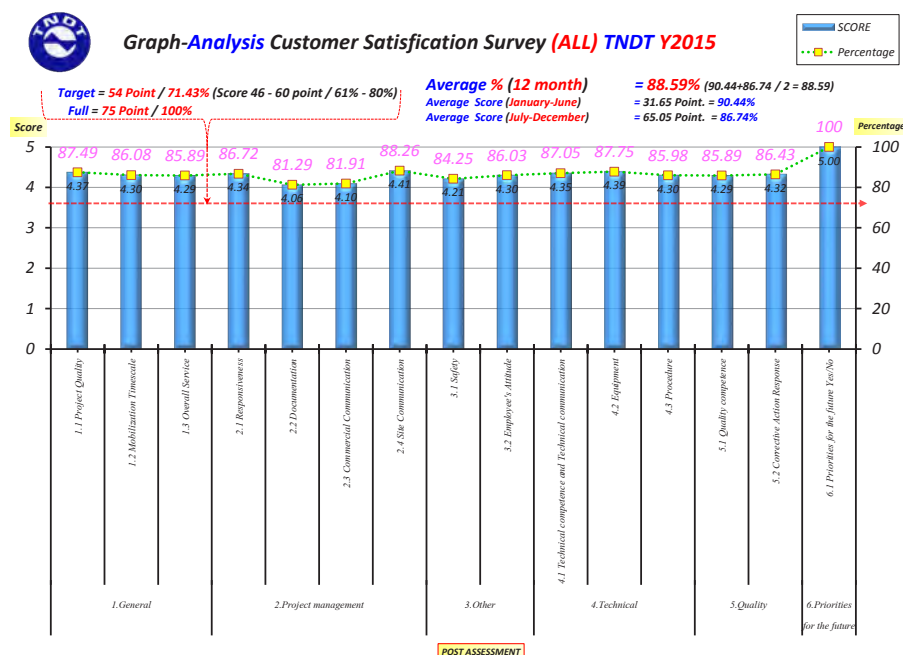 TNDT
Graph-Analysis Customer Satisfication Survey (ALL) TNDT Y2015
SCORE
Percentage
Target = 54 Point / 71.43% (Score 46 - 60 point / 61% - 80%)
Full = 75 Point / 100%
Average % (12 month) = 88.59% (90.44+86.74 / 2 = 88.59)
Average Score (January-June) = 31.65 Point. = 90.44%
Average Score (July-December) = 65.05 Point. = 86.74%
Score
Percentage
5
4
3
2
1
0
100
80
60
40
20
0
87.49 86.08 85.89 86.72 81.29 81.91 88.26 84.25 86.03 87.05 87.75 85.98 85.89 86.43 100
4.37 4.30 4.29 4.34 4.06 4.10 4.41 4.21 4.30 4.35 4.39 4.30 4.29 4.32 5.00
1.1 Project Quality
1.2 Mobilization Timescale
1.3 Overall Service
2.1 Responsiveness
2.2 Documentation
2.3 Commercial Communication
2.4 Site Communication
3.1 Safety
3.2 Employee's Attitude
4.1 Technical competence and Technical communication
4.2 Equipment
4.3 Procedure
5.1 Quality competence
5.2 Corrective Action Response
6.1 Priorities for the future Yes/No
1.General
2.Project management
3.Other
4.Technical
5.Quality
6.Priorities
for the future
POST ASSESSMENT